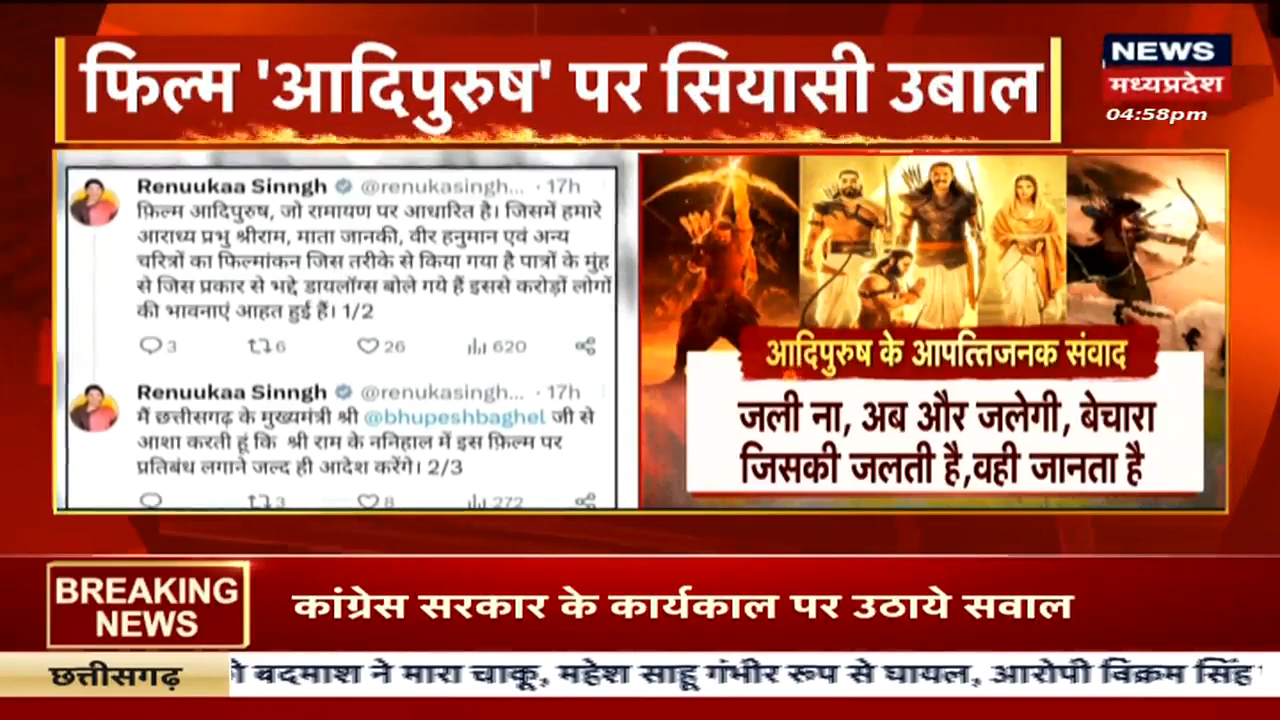 फिल्म 'आदिपुरुष' पर सियासी उबाल
NEWS
मध्यप्रदेश
04:58pm
Renuukaa Sinngh @renukasingh... · 17h
फ़िल्म आदिपुरुष, जो रामायण पर आधारित है। जिसमें हमारे
आराध्य प्रभु श्रीराम, माता जानकी, वीर हनुमान एवं अन्य
चरित्रों का फिल्मांकन जिस तरीके से किया गया है पात्रों के मुंह
से जिस प्रकार से भद्दे डायलॉग्स बोले गये हैं इससे करोड़ों लोगों
की भावनाएं आहत हुई हैं। 1/2
3 6 26 620
Renuukaa Sinngh @renukasingh... · 17h
मैं छत्तीसगढ़ के मुख्यमंत्री श्री @bhupeshbaghel जी से
आशा करती हूं कि श्री राम के ननिहाल में इस फ़िल्म पर
प्रतिबंध लगाने जल्द ही आदेश करेंगे। 2/3
3 8 272
आदिपुरुष के आपत्तिजनक संवाद
जली ना, अब और जलेगी, बेचारा
जिसकी जलती है,वही जानता है
BREAKING
NEWS
कांग्रेस सरकार के कार्यकाल पर उठाये सवाल
छत्तीसगढ़
बदमाश ने मारा चाकू, महेश साहू गंभीर रूप से घायल, आरोपी विक्रम सिंह